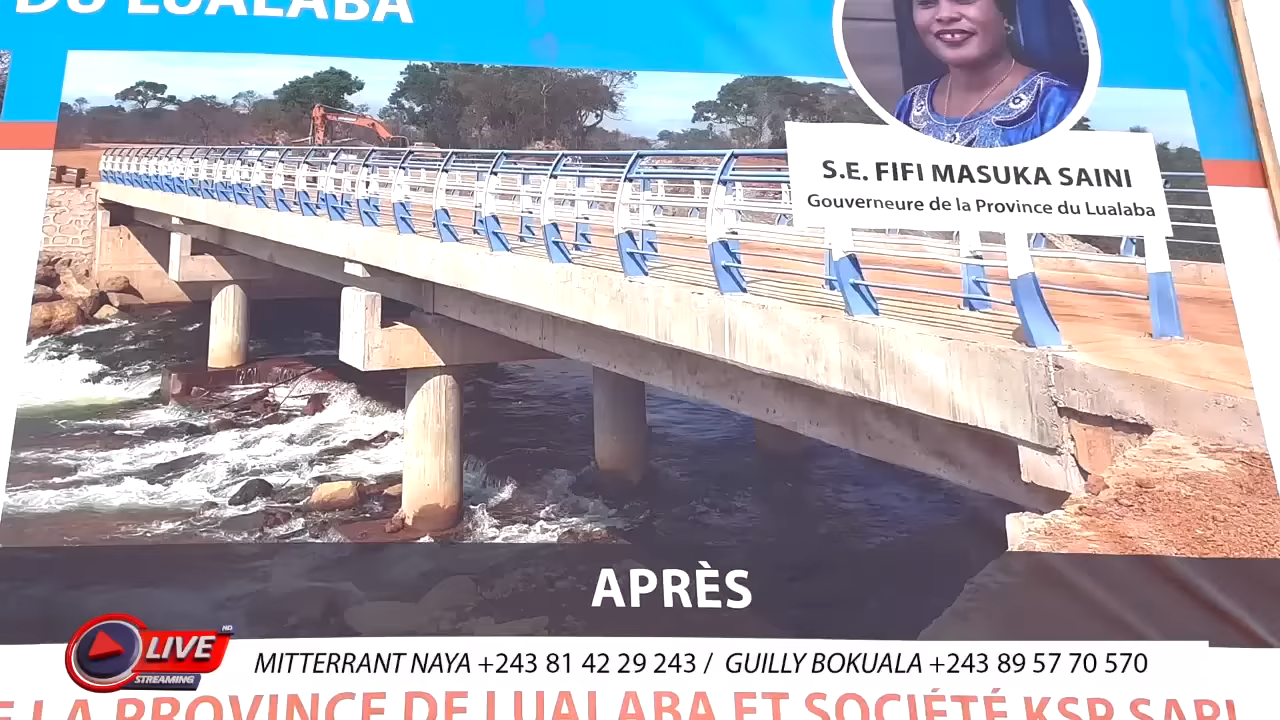 DU LUALABA
S.E. FIFI MASUKA SAINI
Gouverneure de la Province du Lualaba
APRÈS
LIVE HD
STREAMING
MITTERRANT NAYA +243 81 42 29 243 / GUILLY BOKUALA +243 89 57 70 570
LA PROVINCE DE LUALABA ET SOCIÉTÉ KSP SARL